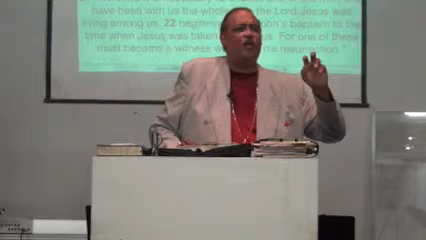 have been with us the whole the Lord Jesus was
living among us, 22 beginning John's baptism to the
time when Jesus was taken us. For one of these
must become a witness w resurrection."